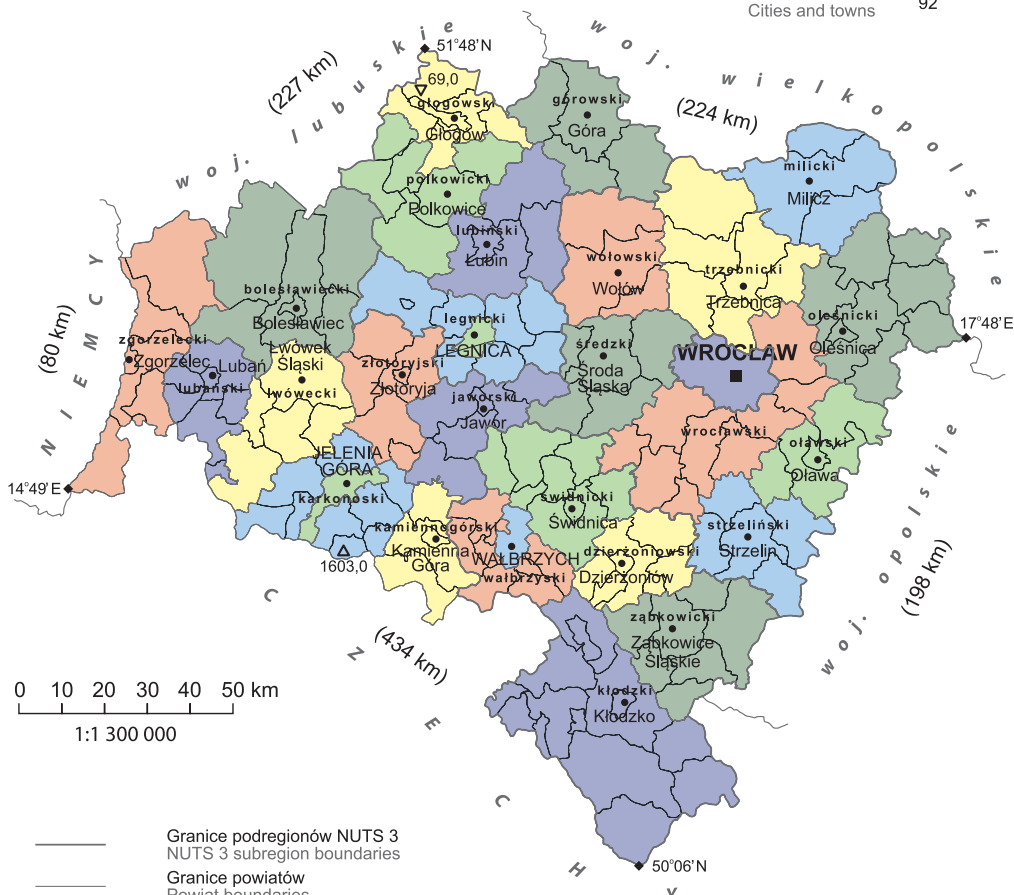 Cities and towns
92
woj. lubuskie
(227 km)
51°48'N
69,0
głogowski
Głogów
woj. wielkopolskie
(224 km)
górowski
Góra
milicki
Milicz
polkowicki
Polkowice
lubiński
Lubin
wołowski
Wołów
trzebnicki
Trzebnica
oleśnicki
Oleśnica
17°48'E
NIEMCY
(80 km)
bolesławiecki
Bolesławiec
zgorzelecki
Zgorzelec
Lubań
lubański
Lwówek
Śląski
lwówecki
złotoryjski
Złotoryja
legnicki
LEGNICA
jaworski
Jawor
średzki
Środa
Śląska
WROCŁAW
wrocławski
oławski
Oława
14°49'E
JELENIA
GÓRA
karkonoski
1603,0
kamiennogórski
Kamienna
Góra
WAŁBRZYCH
wałbrzyski
świdnicki
Świdnica
dzierżoniowski
Dzierżoniów
strzeliński
Strzelin
woj. opolskie
(198 km)
ząbkowicki
Ząbkowice
Śląskie
kłodzki
Kłodzko
CZECHY
(434 km)
50°06'N
0 10 20 30 40 50 km
1:1 300 000
Granice podregionów NUTS 3
NUTS 3 subregion boundaries
Granice powiatów
Powiat boundaries